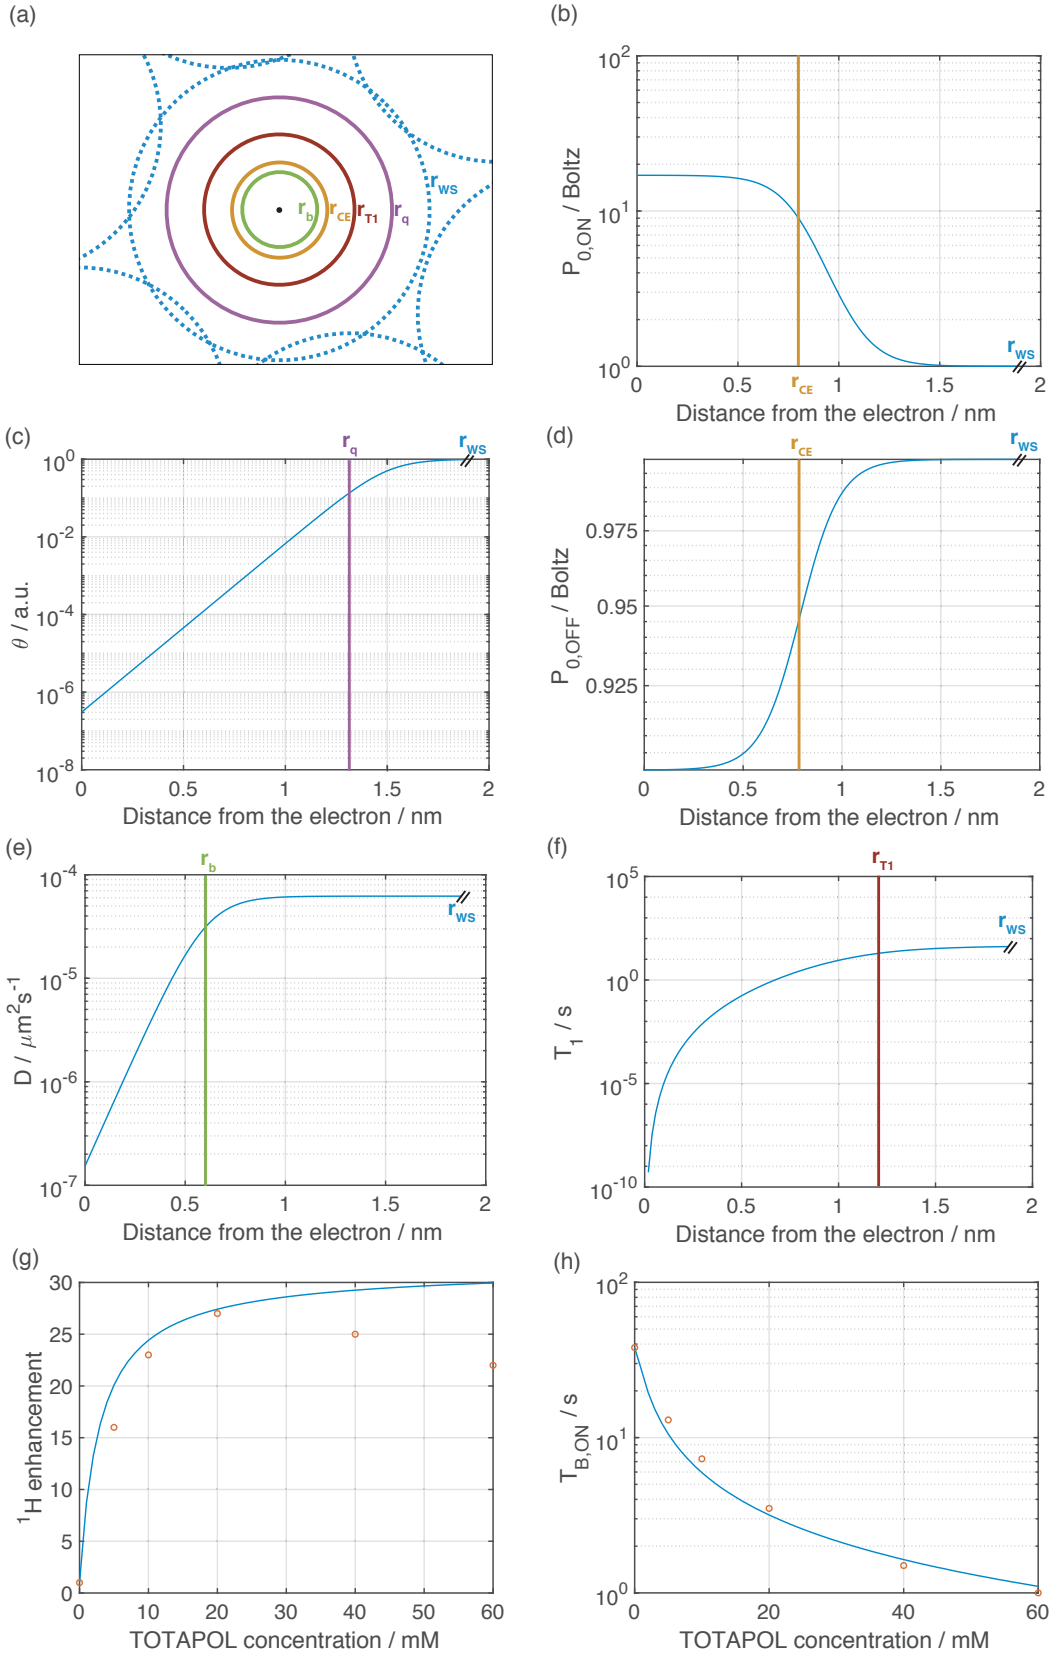 (a)
r_b
r_CE
r_T1
r_q
r_WS
(b)
10^2
10^1
10^0
P_0,ON / Boltz
r_WS
0 0.5 r_CE 1 1.5 2
Distance from the electron / nm
(c)
r_q
r_WS
10^0
10^-2
10^-4
10^-6
10^-8
θ / a.u.
0 0.5 1 1.5 2
Distance from the electron / nm
(d)
r_CE
r_WS
0.975
0.95
0.925
P_0,OFF / Boltz
0 0.5 1 1.5 2
Distance from the electron / nm
(e)
r_b
r_WS
10^-4
10^-5
10^-6
10^-7
D / μm^2s^-1
0 0.5 1 1.5 2
Distance from the electron / nm
(f)
r_T1
r_WS
10^5
10^0
10^-5
10^-10
T_1 / s
0 0.5 1 1.5 2
Distance from the electron / nm
(g)
30
25
20
15
10
5
0
^1H enhancement
0 10 20 30 40 50 60
TOTAPOL concentration / mM
(h)
10^2
10^1
10^0
T_B,ON / s
0 20 40 60
TOTAPOL concentration / mM